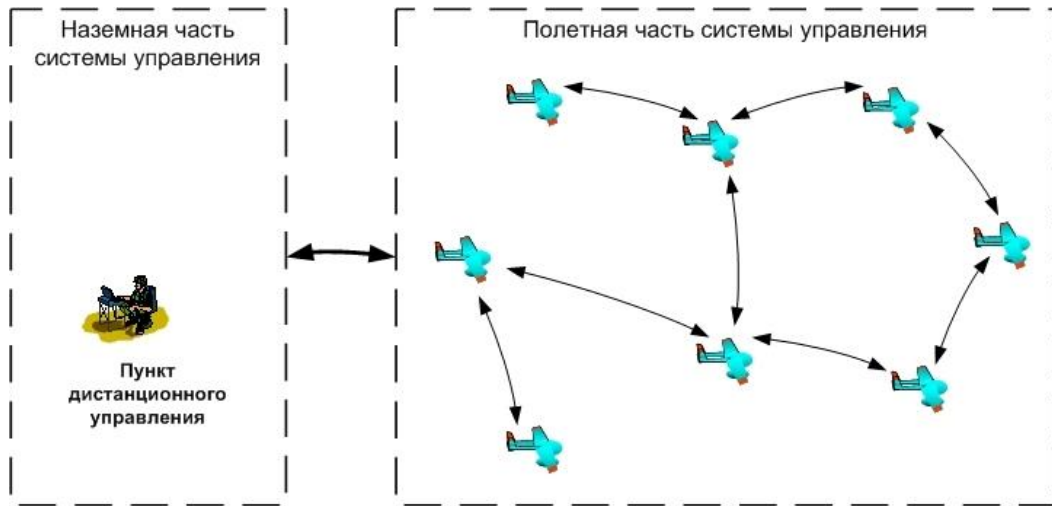 Наземная часть
системы управления
Полетная часть системы управления
Пункт
дистанционного
управления